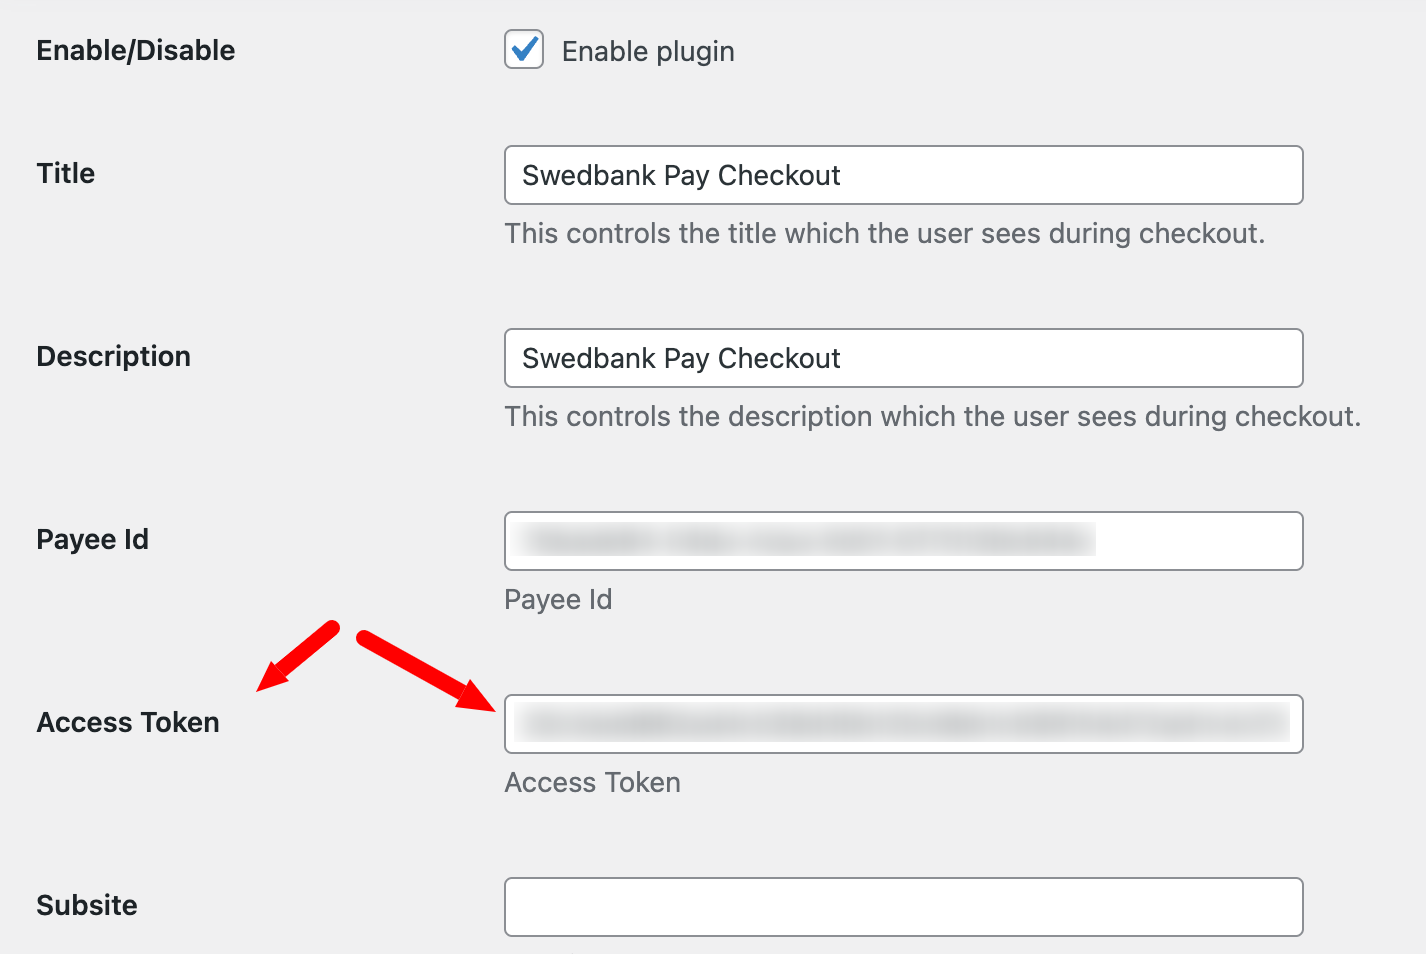 Enable/Disable
Enable plugin
Title
Swedbank Pay Checkout
This controls the title which the user sees during checkout.
Description
Swedbank Pay Checkout
This controls the description which the user sees during checkout.
Payee Id
Payee Id
Access Token
Access Token
Subsite